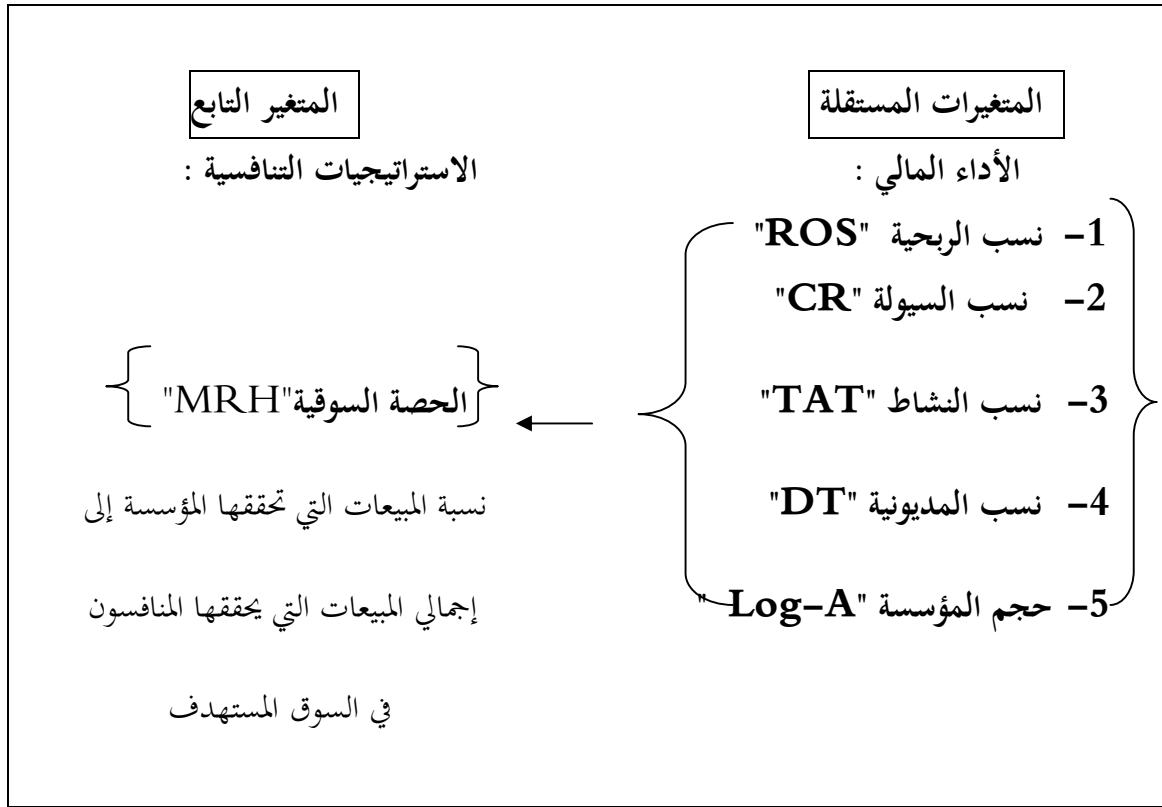 المتغيرات المستقلة
الأداء المالي :
1– نسب الربحية "ROS"
2– نسب السيولة "CR"
3– نسب النشاط "TAT"
4– نسب المديونية "DT"
5– حجم المؤسسة "Log–A"
المتغير التابع
الاستراتيجيات التنافسية :
الحصة السوقية"MRH"
نسبة المبيعات التي تحققها المؤسسة إلى
إجمالي المبيعات التي يحققها المنافسون
في السوق المستهدف